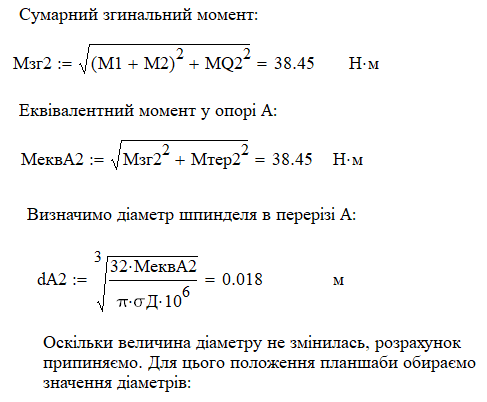 Сумарний згинальний момент:
Мзг2 := √((M1 + M2)² + MQ2²) = 38.45 Н·м
Еквівалентний момент у опорі А:
МеквА2 := √(Мзг2² + Мтер2²) = 38.45 Н·м
Визначимо діаметр шпинделя в перерізі А:
dA2 := ∛(32·МеквА2 / (π·σД·10⁶)) = 0.018 м
Оскільки величина діаметру не змінилась, розрахунок
припиняємо. Для цього положення планшаби обираємо
значення діаметрів: